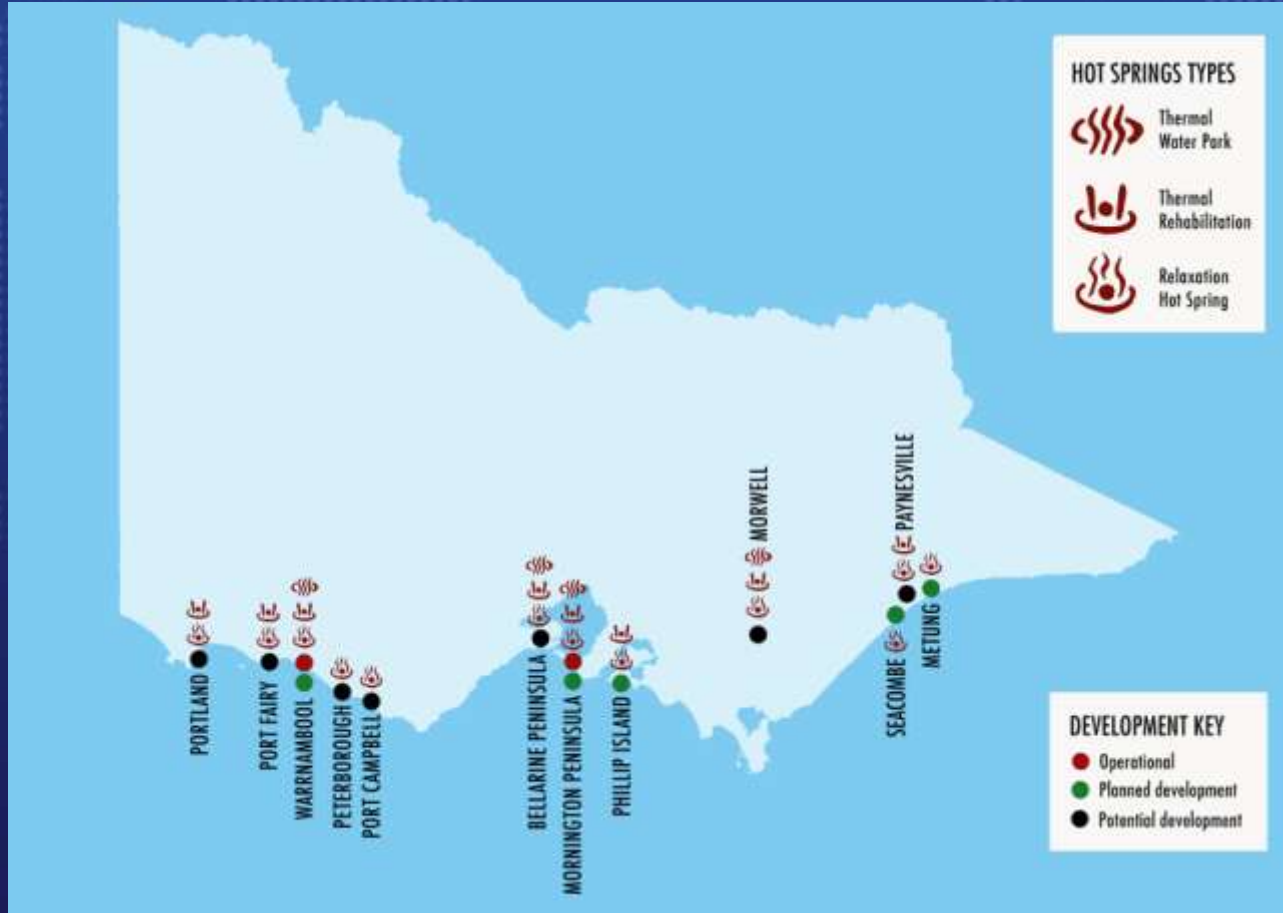 HOT SPRINGS TYPES
Thermal
Water Park
Thermal
Rehabilitation
Relaxation
Hot Spring
PORTLAND
PORT FAIRY
WARRNAMBOOL
PETERBOROUGH
PORT CAMPBELL
BELLARINE PENINSULA
MORNINGTON PENINSULA
PHILLIP ISLAND
MORWELL
SEACOMBE
PAYNESVILLE
METUNG
DEVELOPMENT KEY
Operational
Planned development
Potential development